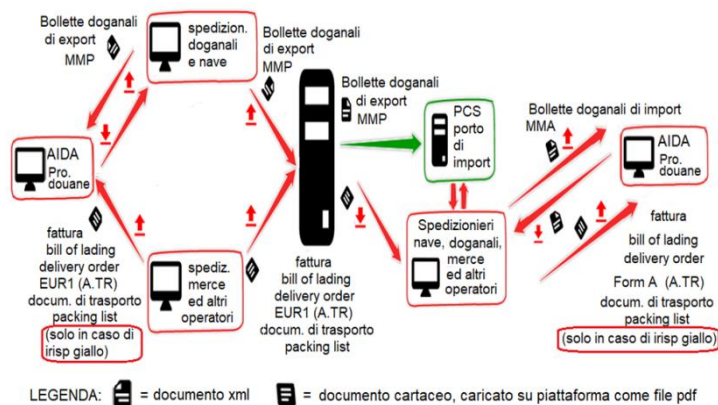 Bollette doganali
di export
MMP
spedizion.
doganali
e nave
Bollette doganali
di export
MMP
Bollette doganali
di export
MMP
PCS
porto
di
import
Bollette doganali di import
MMA
AIDA
Pro.
douane
AIDA
Pro.
douane
fattura
bill of lading
delivery order
EUR1 (A.TR)
docum. di trasporto
packing list
(solo in caso di
irisp giallo)
spediz.
merce
ed altri
operatori
fattura
bill of lading
delivery order
EUR1 (A.TR)
docum. di trasporto
packing list
Spedizionieri
nave, doganali,
merce
ed altri
operatori
fattura
bill of lading
delivery order
Form A (A.TR)
docum. di trasporto
packing list
(solo in caso di irisp giallo)
LEGENDA: = documento xml = documento cartaceo, caricato su piattaforma come file pdf